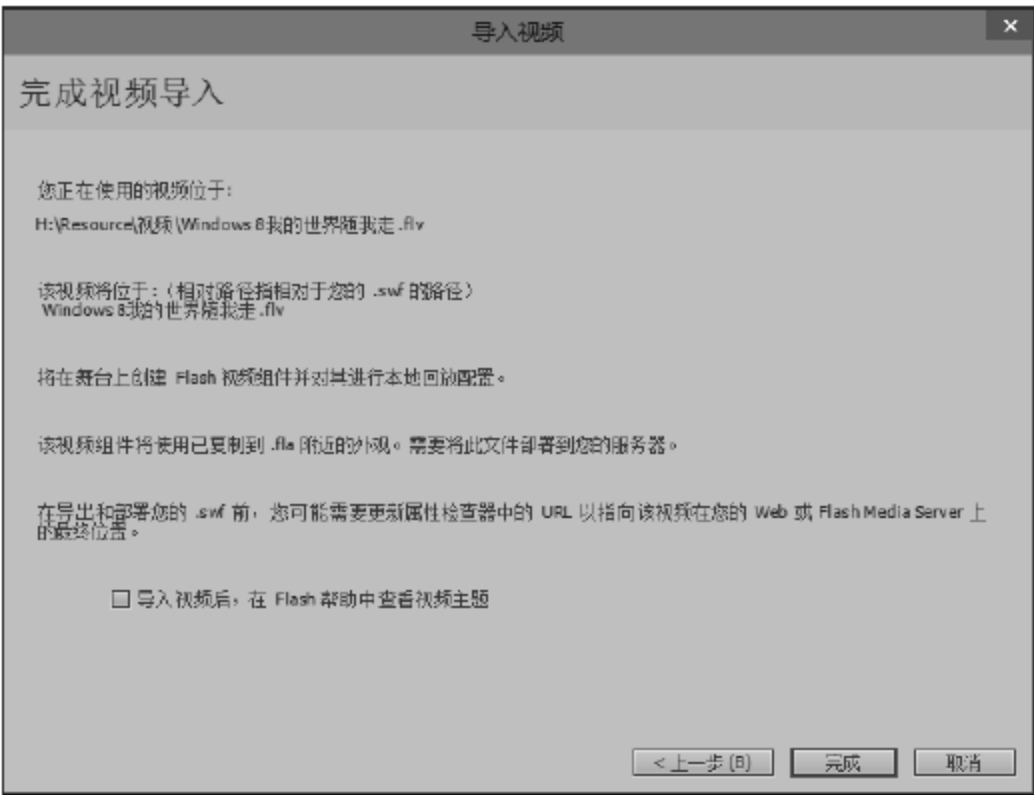 导入视频
×
完成视频导入
您正在使用的视频位于:
H:\Resource\视频\Windows 8我的世界随我走.flv
该视频将位于:(相对路径指相对于您的 .swf 的路径)
Windows 8我的世界随我走.flv
将在舞台上创建 Flash 视频组件并对其进行本地回放配置。
该视频组件将使用已复制到 .fla 附近的外观。需要将此文件部署到您的服务器。
在导出和部署您的 .swf 前，您可能需要更新属性检查器中的 URL 以指向该视频在您的 Web 或 Flash Media Server 上
的最终位置。
导入视频后，在 Flash 帮助中查看视频主题
<上一步(B) 完成 取消